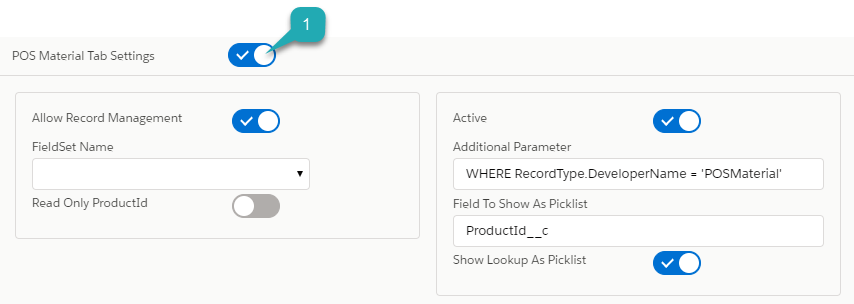 1
POS Material Tab Settings
Allow Record Management
FieldSet Name
Read Only ProductId
Active
Additional Parameter
WHERE RecordType.DeveloperName = 'POSMaterial'
Field To Show As Picklist
ProductId__c
Show Lookup As Picklist